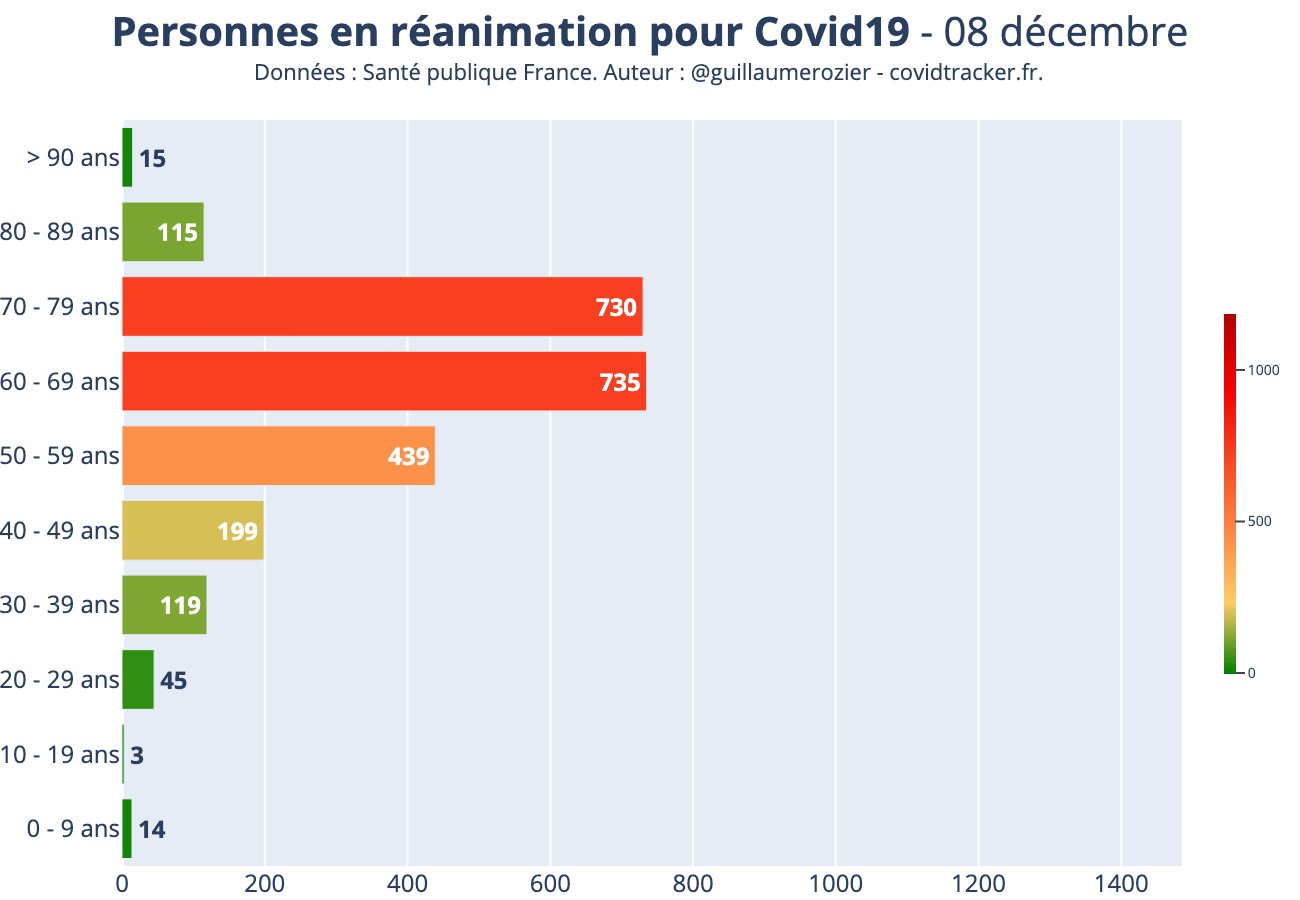 Personnes en réanimation pour Covid19 - 08 décembre
Données : Santé publique France. Auteur : @guillaumerozier - covidtracker.fr.
> 90 ans 15
80 - 89 ans 115
70 - 79 ans 730
60 - 69 ans 735
50 - 59 ans 439
40 - 49 ans 199
30 - 39 ans 119
20 - 29 ans 45
10 - 19 ans 3
0 - 9 ans 14
0 200 400 600 800 1000 1200 1400
1000
500
0